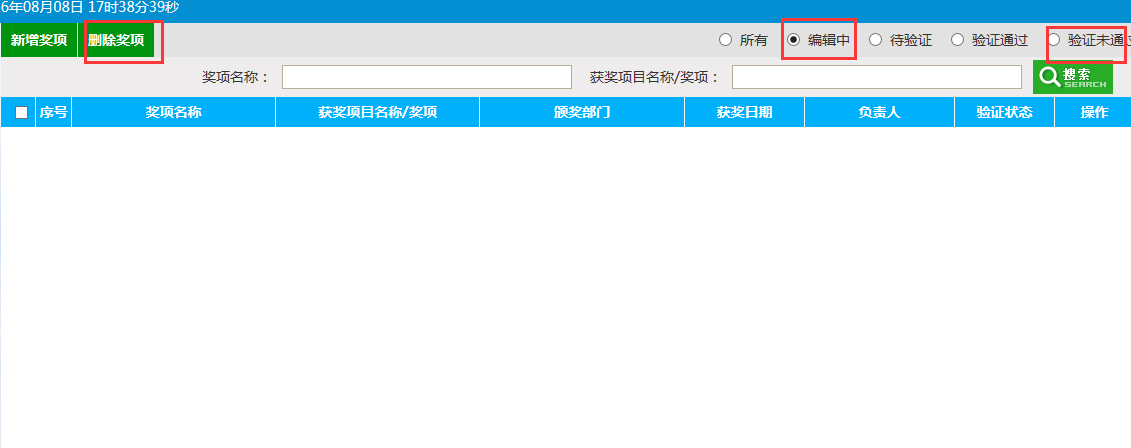 6年08月08日 17时38分39秒
新增奖项 删除奖项 所有 编辑中 待验证 验证通过 验证未通过
奖项名称： 获奖项目名称/奖项： 搜索 SEARCH
序号 奖项名称 获奖项目名称/奖项 颁奖部门 获奖日期 负责人 验证状态 操作